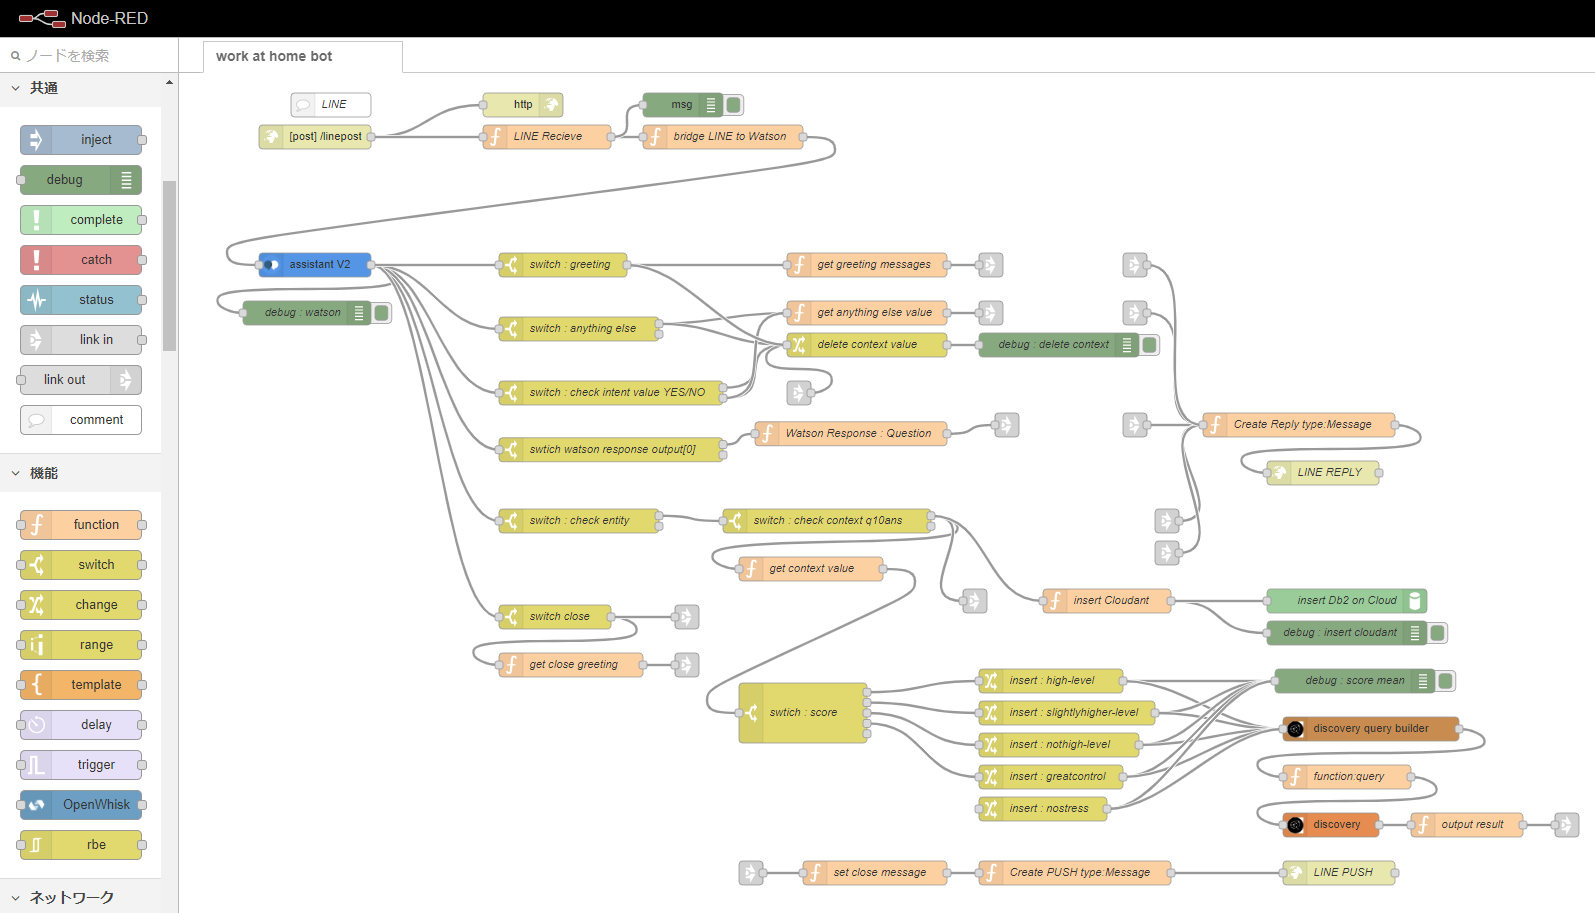 Node-RED
ノードを検索
work at home bot
共通
inject
debug
complete
catch
status
link in
link out
comment
機能
function
switch
change
range
template
delay
trigger
OpenWhisk
rbe
ネットワーク
LINE
http
msg
[post] /linepost
LINE Recieve
bridge LINE to Watson
assistant V2
switch : greeting
get greeting messages
debug : watson
get anything else value
switch : anything else
delete context value
debug : delete context
switch : check intent value YES/NO
Watson Response : Question
Create Reply type:Message
swtich watson response output[0]
LINE REPLY
switch : check entity
switch : check context q10ans
get context value
insert Cloudant
insert Db2 on Cloud
switch close
debug : insert cloudant
get close greeting
insert : high-level
debug : score mean
swtich : score
insert : slightlyhigher-level
discovery query builder
insert : nothigh-level
insert : greatcontrol
function:query
insert : nostress
discovery
output result
set close message
Create PUSH type:Message
LINE PUSH